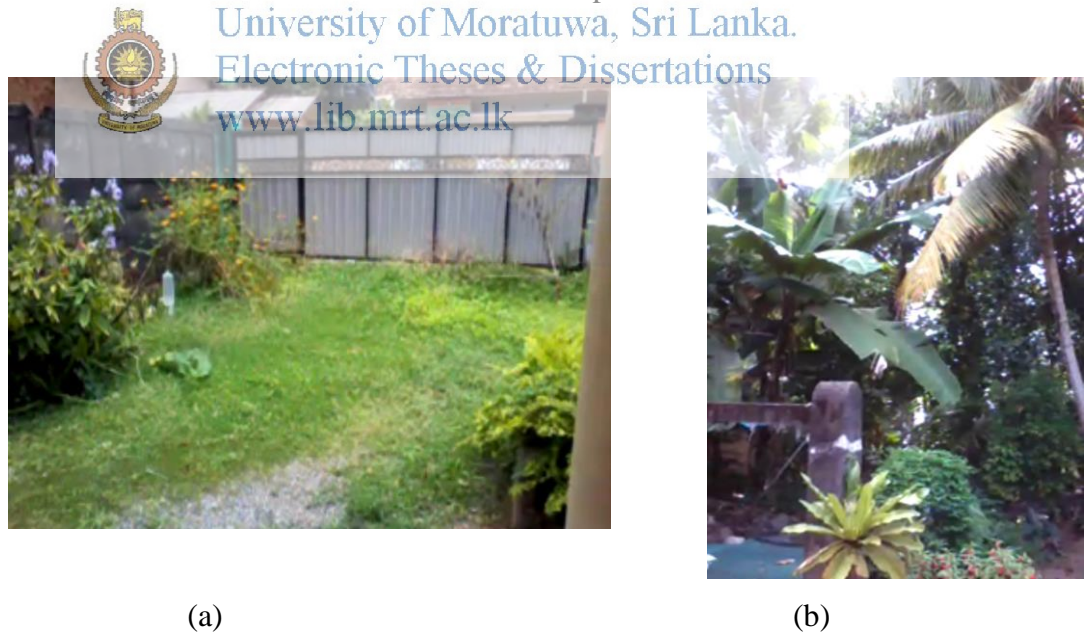 University of Moratuwa, Sri Lanka.
Electronic Theses & Dissertations
www.lib.mrt.ac.lk
(a)
(b)